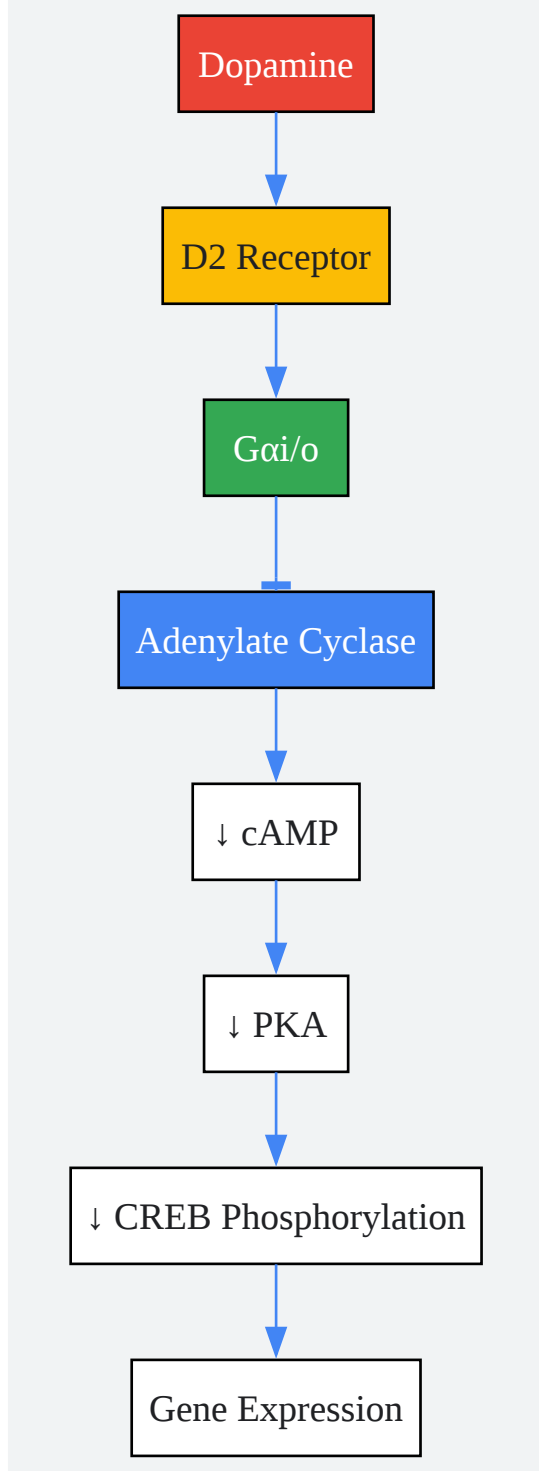 Dopamine
D2 Receptor
Gαi/o
Adenylate Cyclase
↓ cAMP
↓ PKA
↓ CREB Phosphorylation
Gene Expression